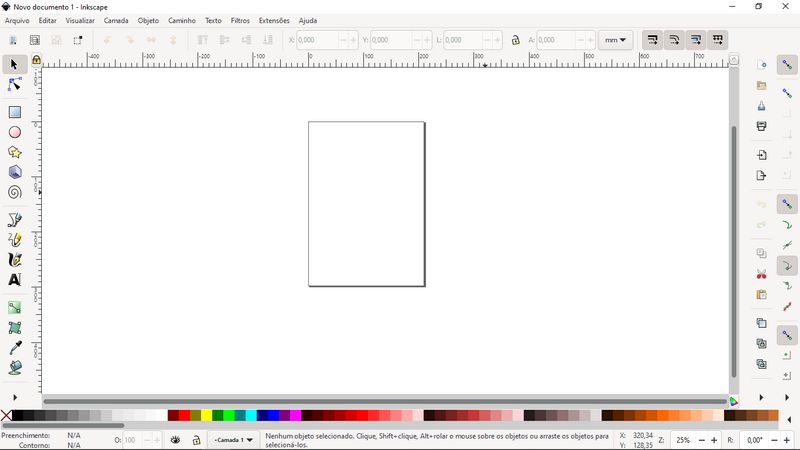 Novo documento 1 - Inkscape
Arquivo Editar Visualizar Camada Objeto Caminho Texto Filtros Extensões Ajuda
X: 0,000 Y: 0,000 L: 0,000 A: 0,000 mm
-400 -300 -200 -100 0 100 200 300 400 500 600 700
Preenchimento: N/A
Contorno: N/A
O: 100
•Camada 1
Nenhum objeto selecionado. Clique, Shift+clique, Alt+rolar o mouse sobre os objetos ou arraste os objetos para
selecioná-los.
X: 320,34
Y: 128,35
Z: 25%
R: 0,00°